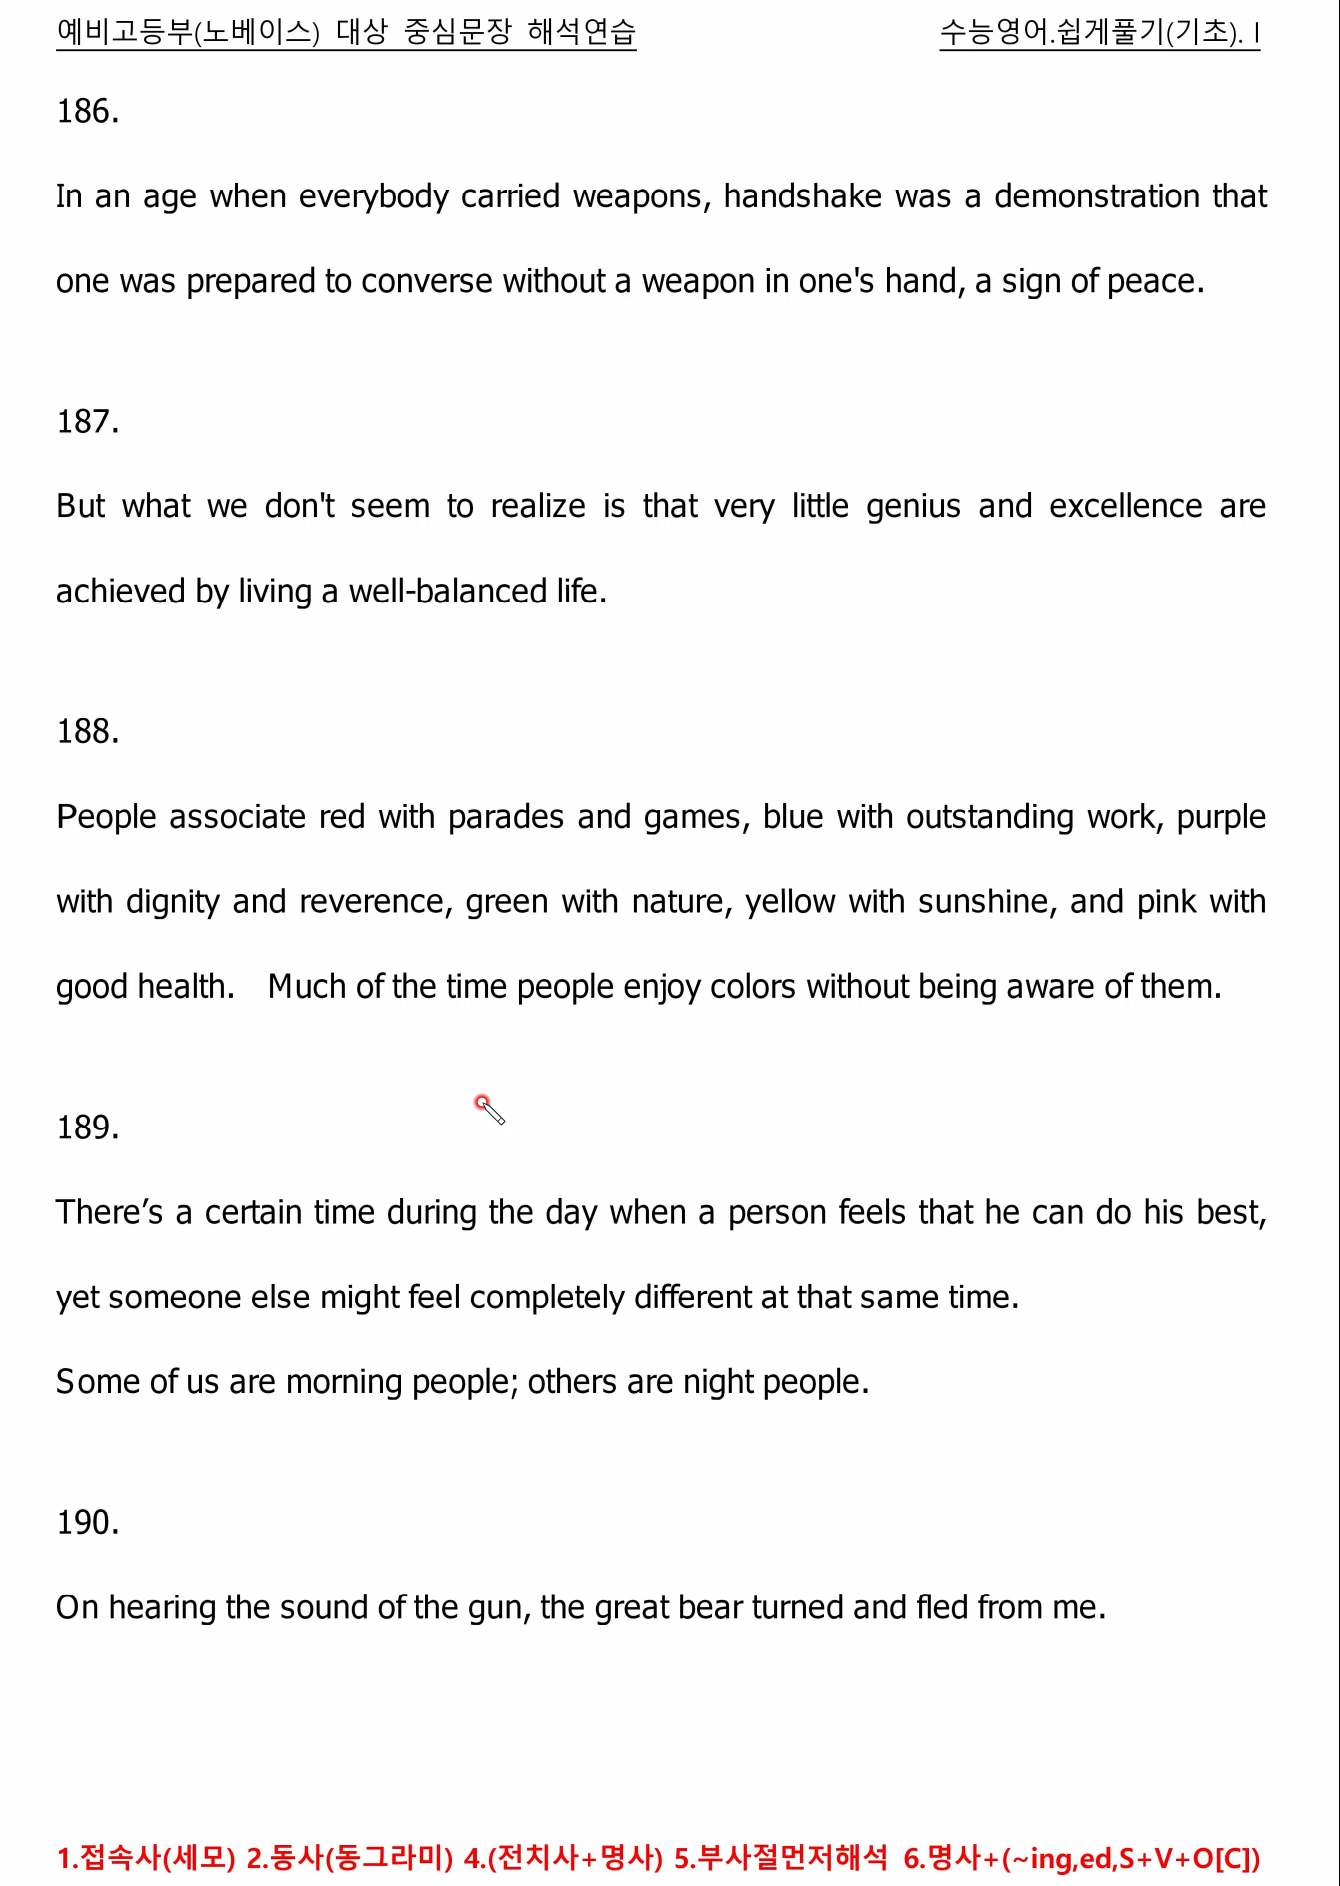 예비고등부(노베이스) 대상 중심문장 해석연습 수능영어.쉽게풀기(기초). I
186.
In an age when everybody carried weapons, handshake was a demonstration that
one was prepared to converse without a weapon in one's hand, a sign of peace.
187.
But what we don't seem to realize is that very little genius and excellence are
achieved by living a well-balanced life.
188.
People associate red with parades and games, blue with outstanding work, purple
with dignity and reverence, green with nature, yellow with sunshine, and pink with
good health. Much of the time people enjoy colors without being aware of them.
189.
There’s a certain time during the day when a person feels that he can do his best,
yet someone else might feel completely different at that same time.
Some of us are morning people; others are night people.
190.
On hearing the sound of the gun, the great bear turned and fled from me.
1.접속사(세모) 2.동사(동그라미) 4.(전치사+명사) 5.부사절먼저해석 6.명사+(~ing,ed,S+V+O[C])